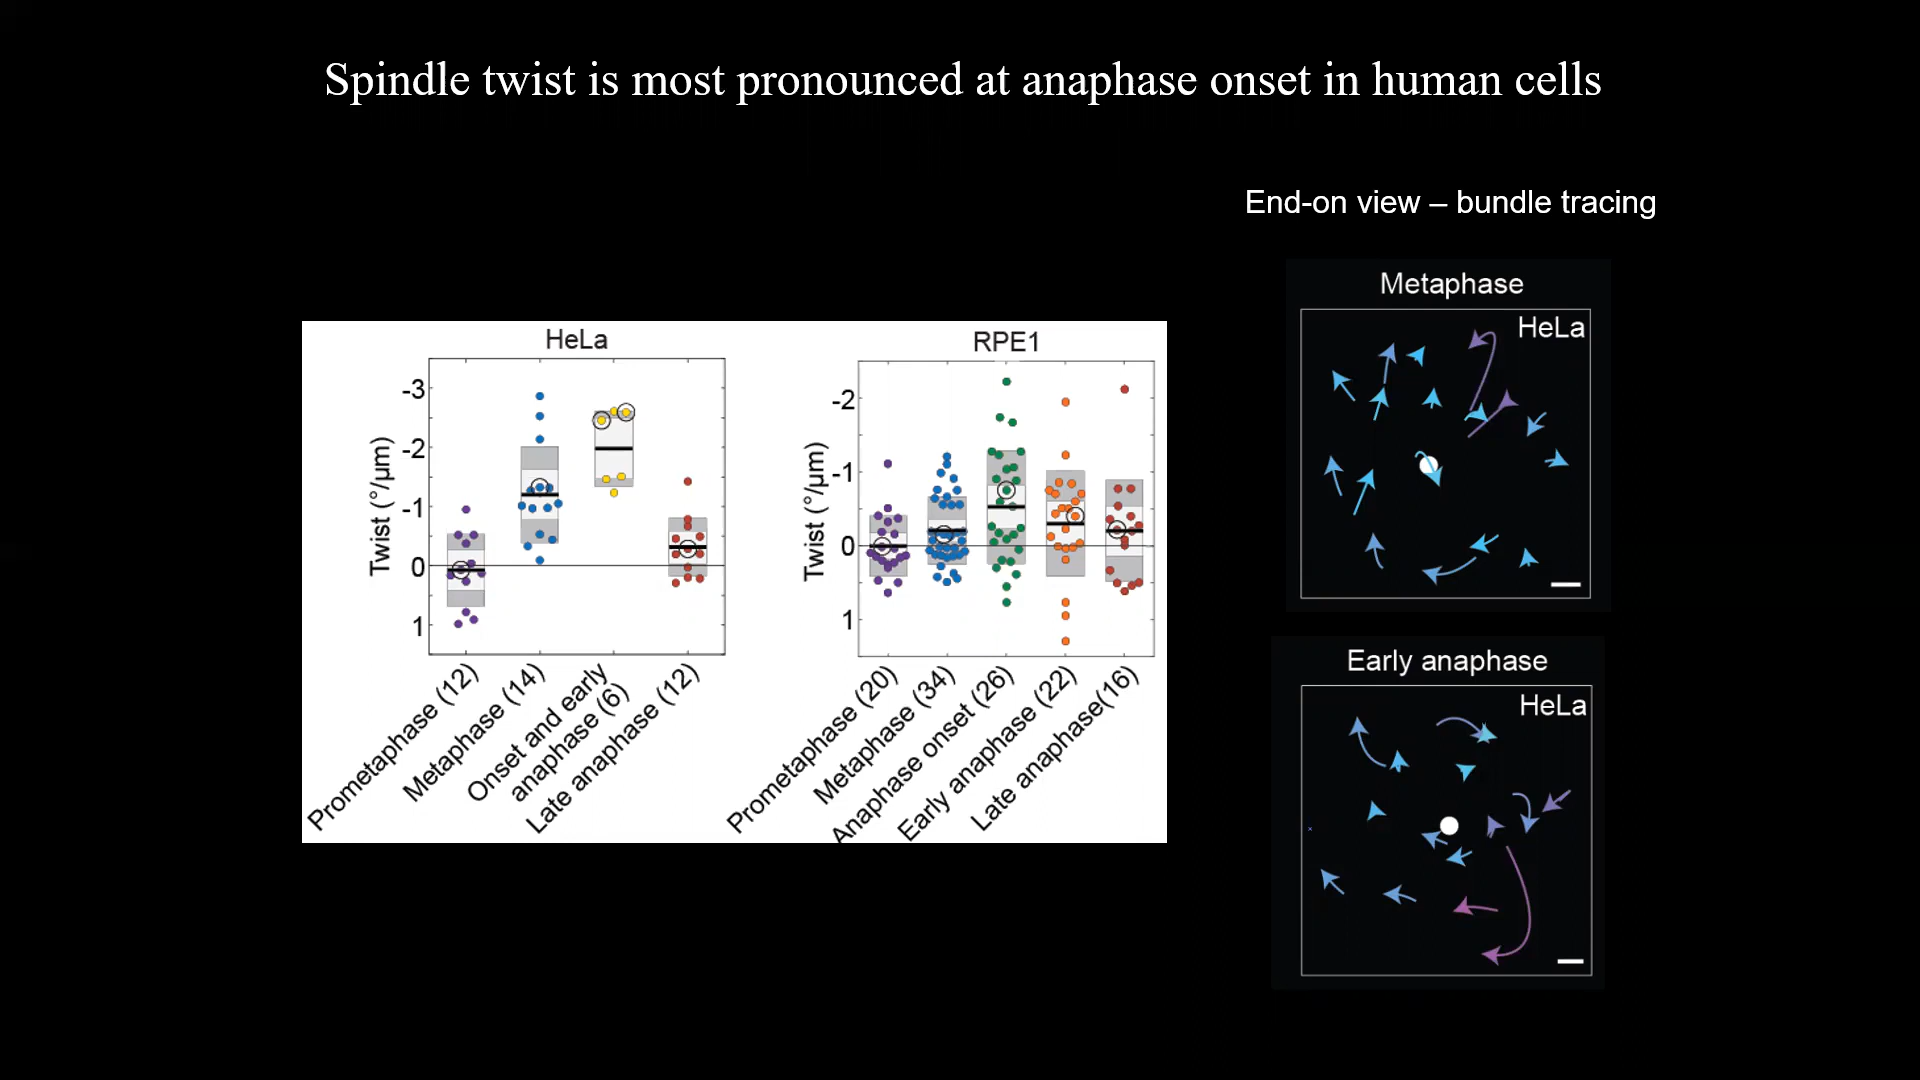 Spindle twist is most pronounced at anaphase onset in human cells
End-on view – bundle tracing
HeLa
-3
-2
-1
0
1
Twist (°/µm)
Prometaphase (12)
Metaphase (14)
Onset and early
anaphase (6)
Late anaphase (12)
RPE1
-2
-1
0
1
Twist (°/µm)
Prometaphase (20)
Metaphase (34)
Anaphase onset (26)
Early anaphase (22)
Late anaphase(16)
Metaphase
HeLa
Early anaphase
HeLa